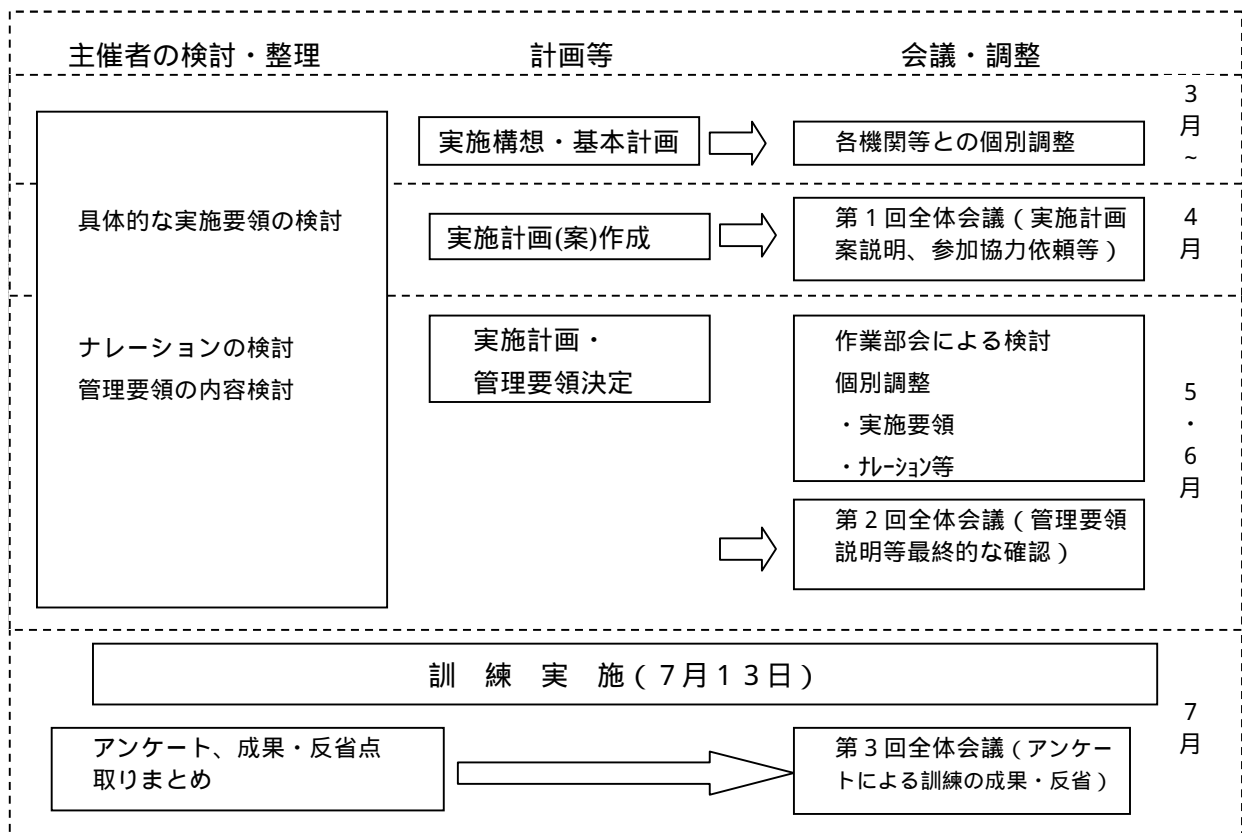 主催者の検討・整理
計画等
会議・調整
実施構想・基本計画
各機関等との個別調整
3
月
~
具体的な実施要領の検討
実施計画(案)作成
第１回全体会議（実施計画
案説明、参加協力依頼等）
4
月
ナレーションの検討
管理要領の内容検討
実施計画・
管理要領決定
作業部会による検討
個別調整
・実施要領
・ﾅﾚｰｼｮﾝ等
第２回全体会議（管理要領
説明等最終的な確認）
5
・
6
月
訓　練　実　施（７月１３日）
アンケート、成果・反省点
取りまとめ
第３回全体会議（アンケー
トによる訓練の成果・反省）
7
月